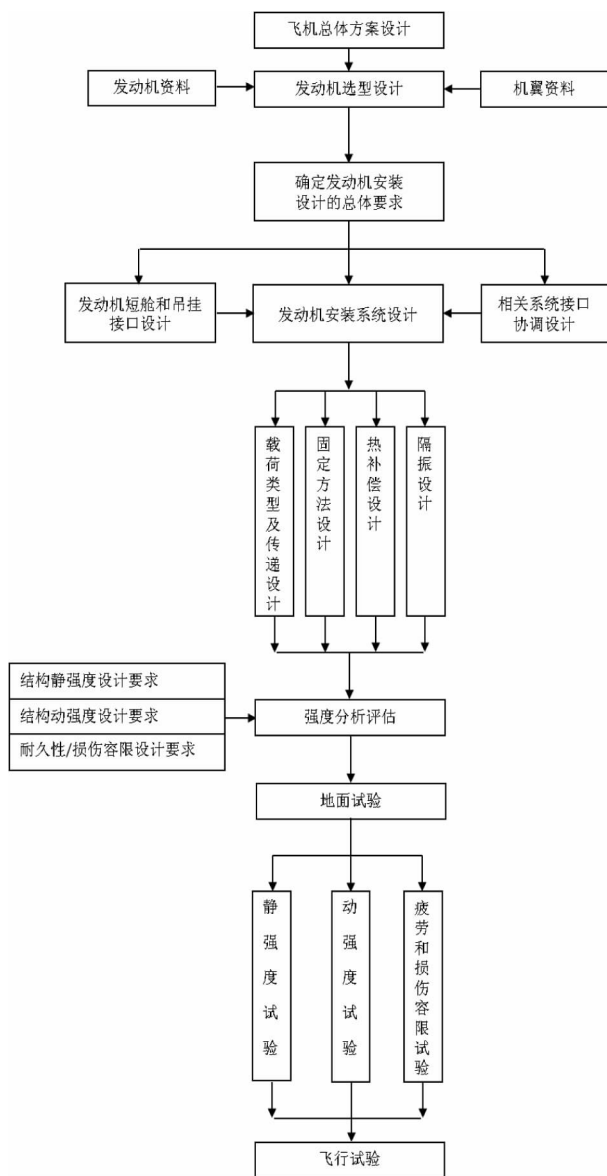 飞机总体方案设计
发动机资料
发动机选型设计
机翼资料
确定发动机安装
设计的总体要求
发动机短舱和吊挂
接口设计
发动机安装系统设计
相关系统接口
协调设计
载荷类型及传递设计
固定方法设计
热补偿设计
隔振设计
结构静强度设计要求
结构动强度设计要求
耐久性/损伤容限设计要求
强度分析评估
地面试验
静强度试验
动强度试验
疲劳和损伤容限试验
飞行试验